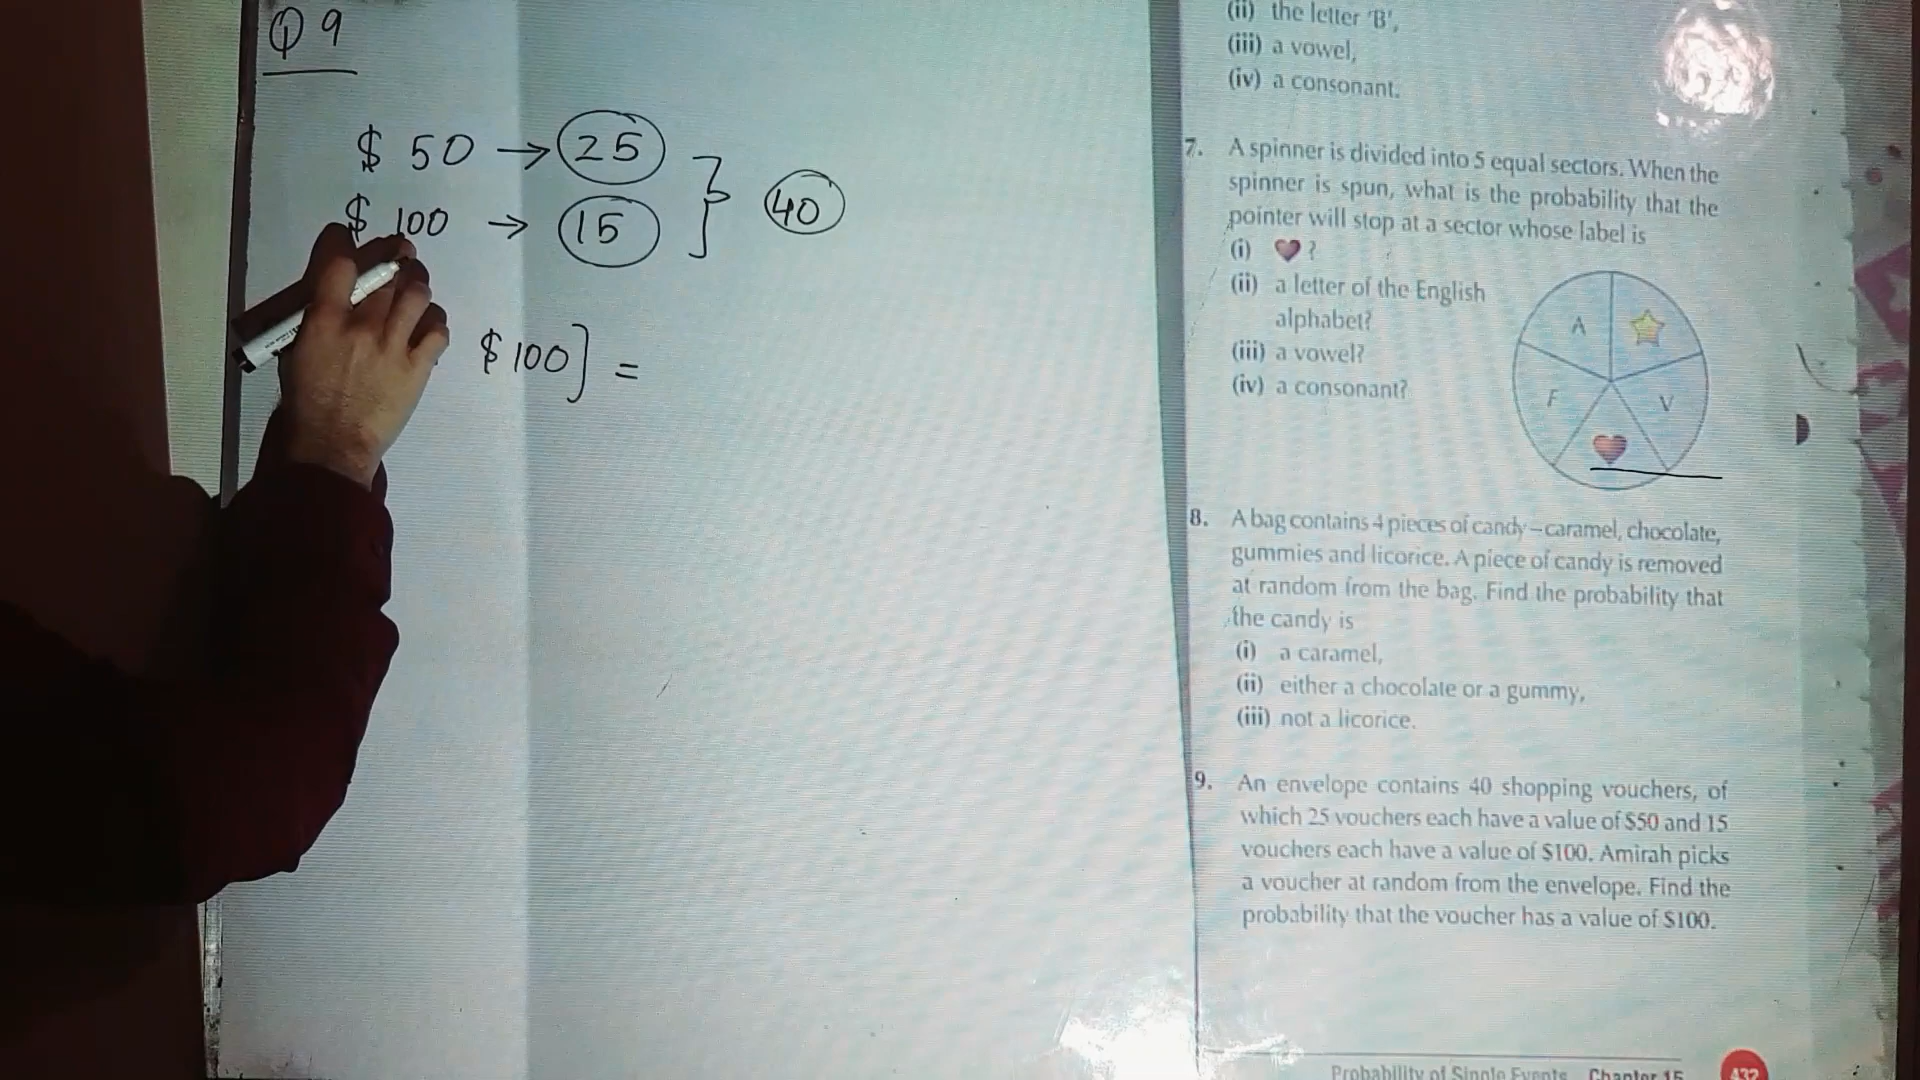 Q 9
$ 50 → 25
$ 100 → 15
40
$100] =
(ii) the letter 'B',
(iii) a vowel,
(iv) a consonant.
7. A spinner is divided into 5 equal sectors. When the
spinner is spun, what is the probability that the
pointer will stop at a sector whose label is
(i) ♥ ?
(ii) a letter of the English
alphabet?
(iii) a vowel?
(iv) a consonant?
A
F
V
8. A bag contains 4 pieces of candy – caramel, chocolate,
gummies and licorice. A piece of candy is removed
at random from the bag. Find the probability that
the candy is
(i) a caramel,
(ii) either a chocolate or a gummy,
(iii) not a licorice.
9. An envelope contains 40 shopping vouchers, of
which 25 vouchers each have a value of $50 and 15
vouchers each have a value of $100. Amirah picks
a voucher at random from the envelope. Find the
probability that the voucher has a value of $100.
Probability of Single Events Chapter 15